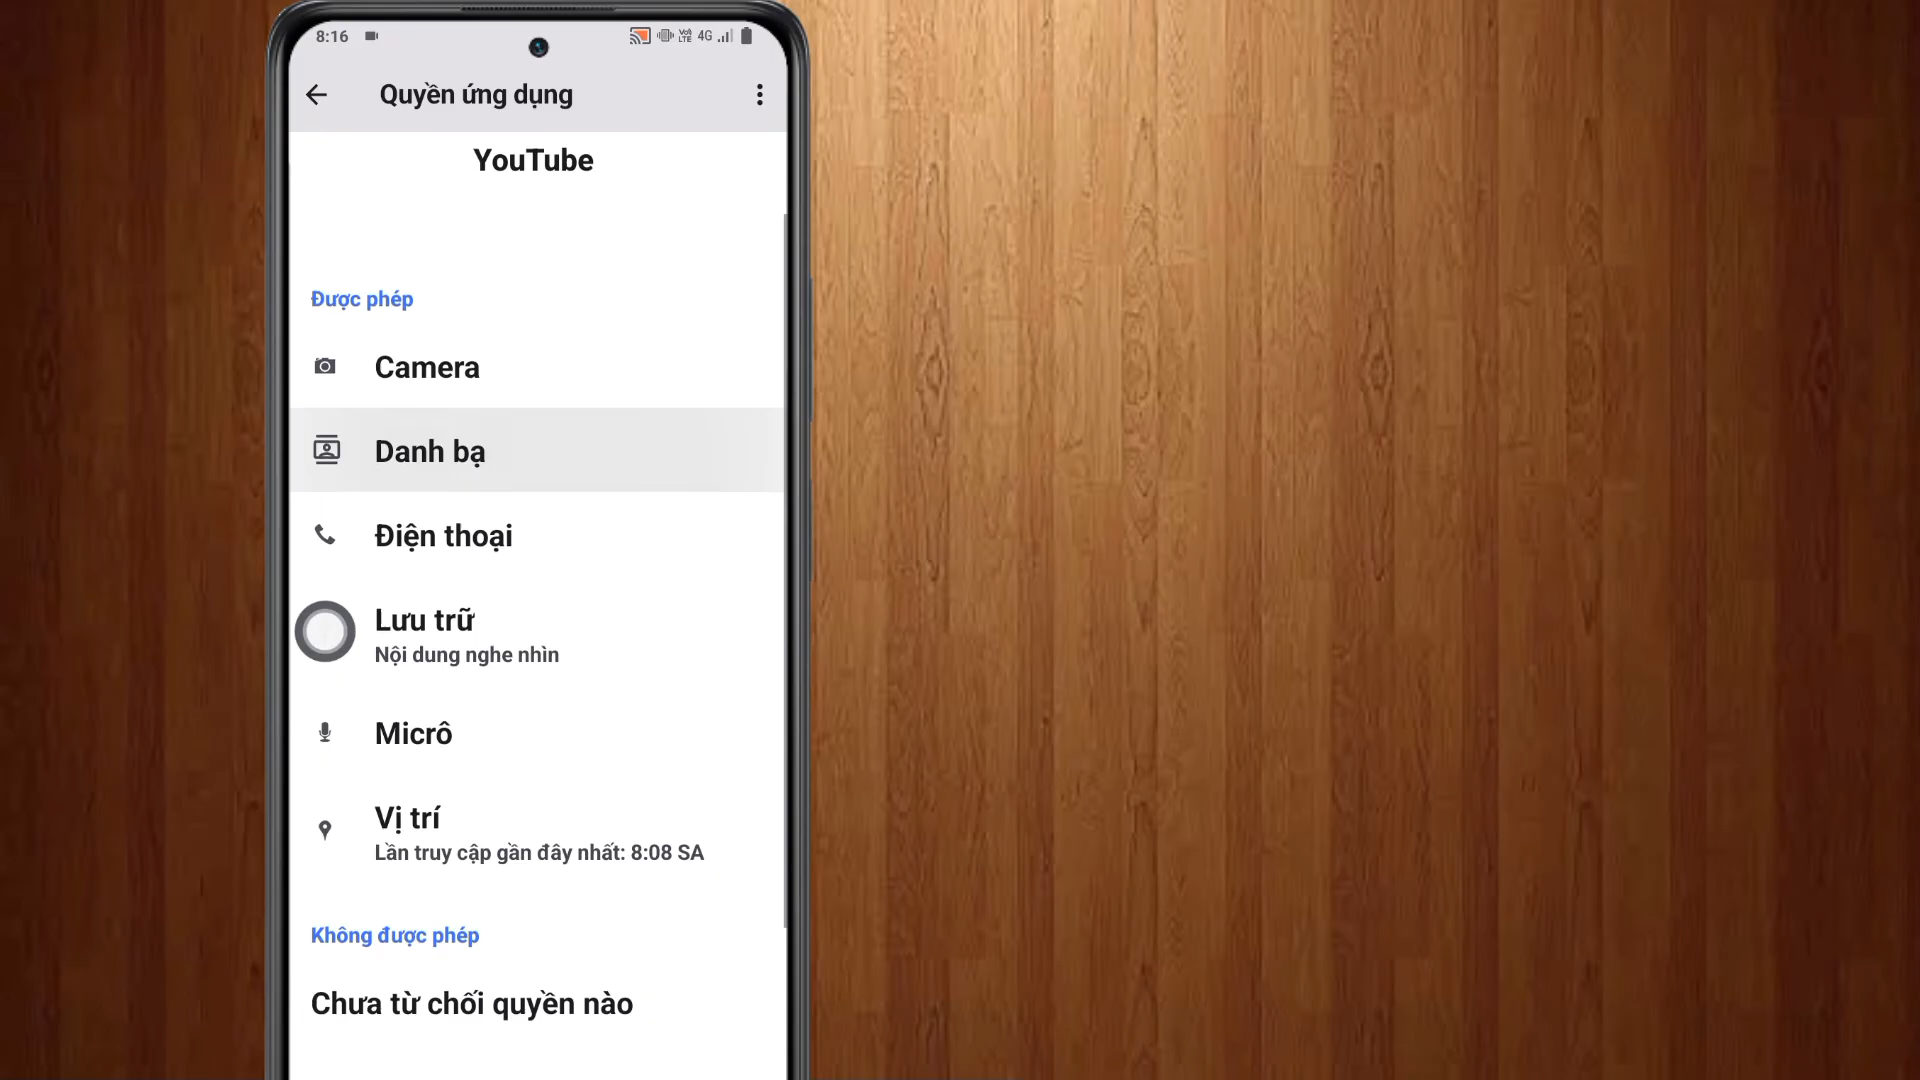 8:16
Vo) LTE 4G
Quyền ứng dụng
YouTube
Được phép
Camera
Danh bạ
Điện thoại
Lưu trữ
Nội dung nghe nhìn
Micrô
Vị trí
Lần truy cập gần đây nhất: 8:08 SA
Không được phép
Chưa từ chối quyền nào